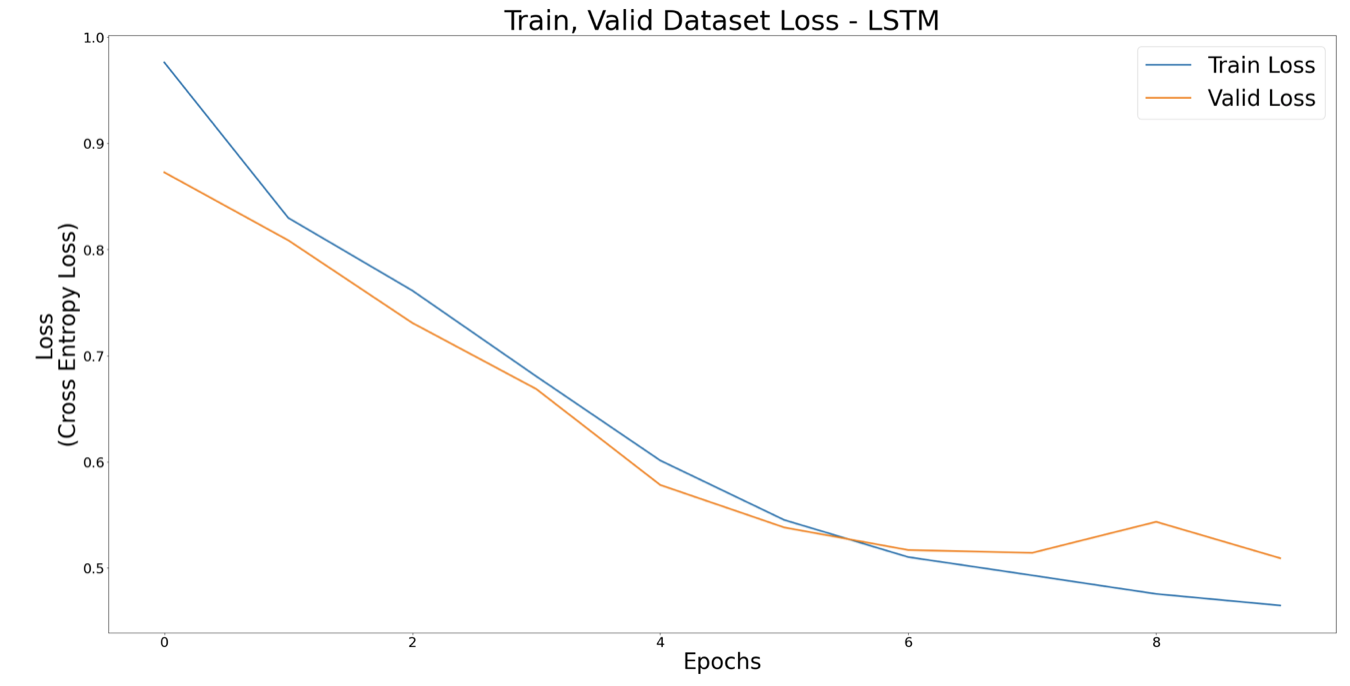 Train, Valid Dataset Loss - LSTM
Train Loss
Valid Loss
Loss
(Cross Entropy Loss)
1.0
0.9
0.8
0.7
0.6
0.5
0 2 4 6 8
Epochs